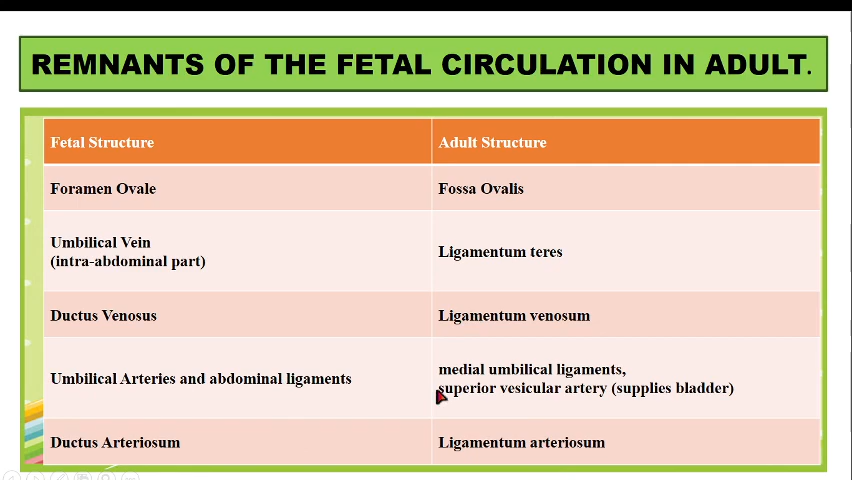 REMNANTS OF THE FETAL CIRCULATION IN ADULT.
Fetal Structure
Adult Structure
Foramen Ovale
Fossa Ovalis
Umbilical Vein
(intra-abdominal part)
Ligamentum teres
Ductus Venosus
Ligamentum venosum
Umbilical Arteries and abdominal ligaments
medial umbilical ligaments,
superior vesicular artery (supplies bladder)
Ductus Arteriosum
Ligamentum arteriosum